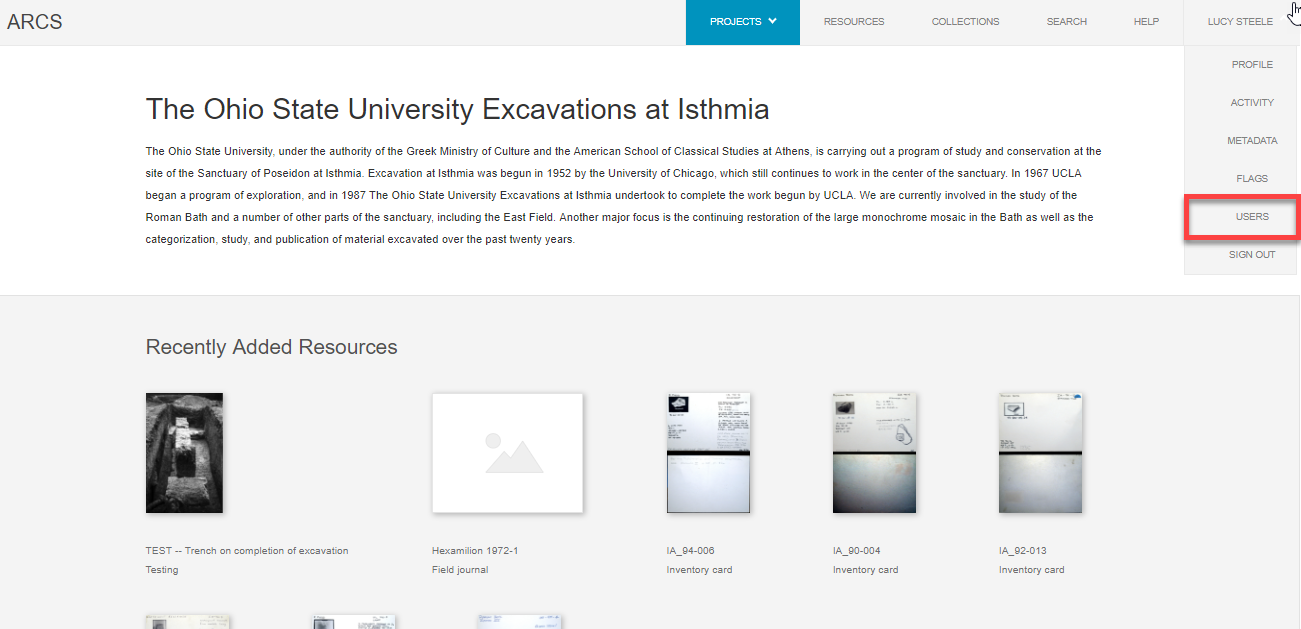 ARCS
PROJECTS
RESOURCES
COLLECTIONS
SEARCH
HELP
LUCY STEELE
PROFILE
ACTIVITY
METADATA
FLAGS
USERS
SIGN OUT
The Ohio State University Excavations at Isthmia
The Ohio State University, under the authority of the Greek Ministry of Culture and the American School of Classical Studies at Athens, is carrying out a program of study and conservation at the
site of the Sanctuary of Poseidon at Isthmia. Excavation at Isthmia was begun in 1952 by the University of Chicago, which still continues to work in the center of the sanctuary. In 1967 UCLA
began a program of exploration, and in 1987 The Ohio State University Excavations at Isthmia undertook to complete the work begun by UCLA. We are currently involved in the study of the
Roman Bath and a number of other parts of the sanctuary, including the East Field. Another major focus is the continuing restoration of the large monochrome mosaic in the Bath as well as the
categorization, study, and publication of material excavated over the past twenty years.
Recently Added Resources
TEST -- Trench on completion of excavation
Testing
Hexamilion 1972-1
Field journal
IA_94-006
Inventory card
IA_90-004
Inventory card
IA_92-013
Inventory card